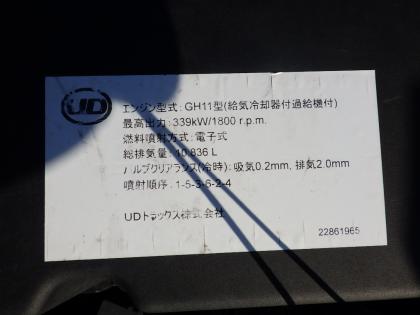 UD
エンジン型式:GH11型(給気冷却器付過給機付)
最高出力:339kW/1800 r.p.m.
燃料噴射方式:電子式
総排気量:10.836 L
バルブクリアランス(冷時):吸気0.2mm, 排気2.0mm
噴射順序:1-5-3-6-2-4
UDトラックス株式会社
22861965